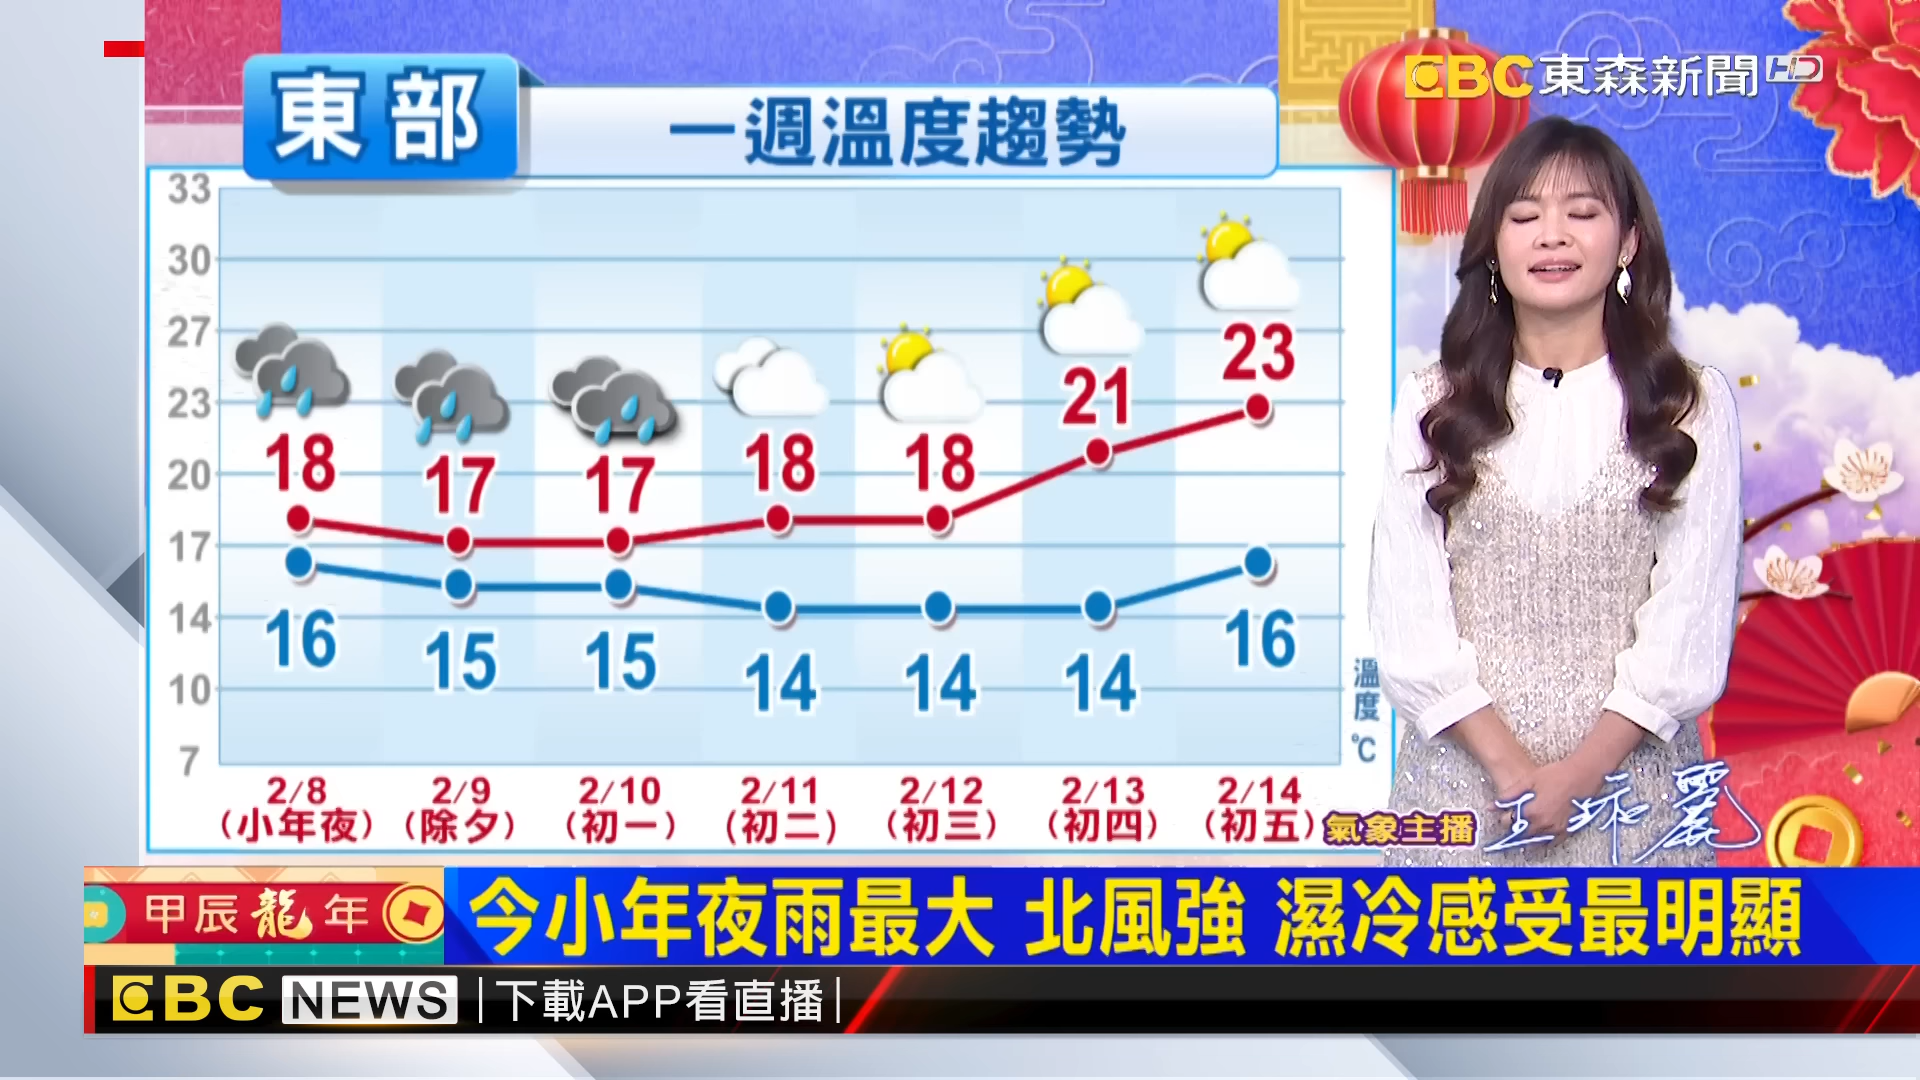 東部
一週溫度趨勢
EBC東森新聞HD
33
30
27
23
20
17
14
10
7
18 17 17 18 18 21 23
16 15 15 14 14 14 16
溫度
℃
2/8 2/9 2/10 2/11 2/12 2/13 2/14
(小年夜) (除夕) (初一) (初二) (初三) (初四) (初五)
氣象主播
甲辰龍年
今小年夜雨最大 北風強 濕冷感受最明顯
EBC NEWS |下載APP看直播|